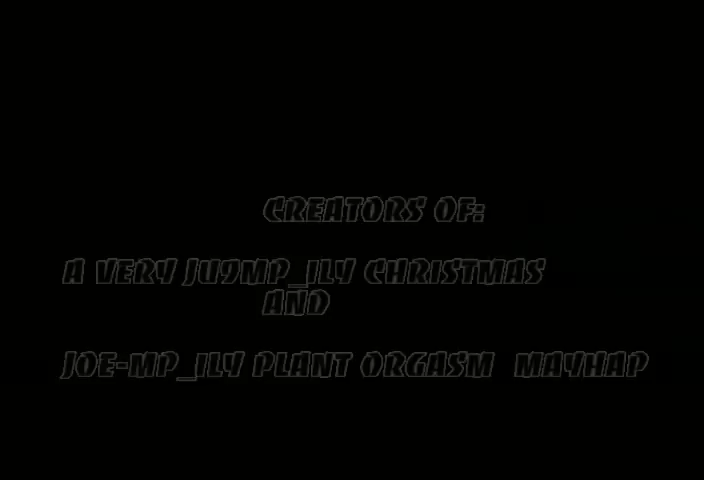 CREATORS OF:
A VERY JU9MP_ILY CHRISTMAS
AND
JOE-MP_ILY PLANT ORGASM MAYHAP